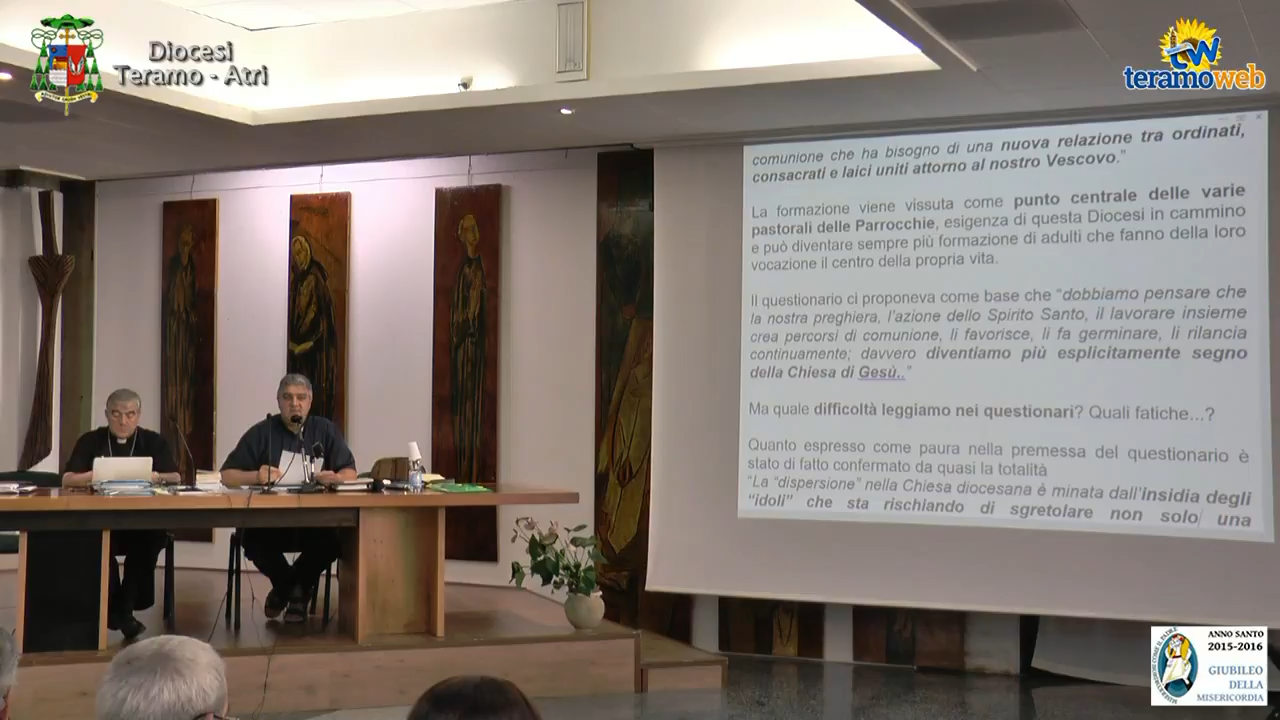 Diocesi
Teramo - Atri
TW
teramoweb
comunione che ha bisogno di una nuova relazione tra ordinati,
consacrati e laici uniti attorno al nostro Vescovo."
La formazione viene vissuta come punto centrale delle varie
pastorali delle Parrocchie, esigenza di questa Diocesi in cammino
e può diventare sempre più formazione di adulti che fanno della loro
vocazione il centro della propria vita.
Il questionario ci proponeva come base che "dobbiamo pensare che
la nostra preghiera, l'azione dello Spirito Santo, il lavorare insieme
crea percorsi di comunione, li favorisce, li fa germinare, li rilancia
continuamente; davvero diventiamo più esplicitamente segno
della Chiesa di Gesù.."
Ma quale difficoltà leggiamo nei questionari? Quali fatiche...?
Quanto espresso come paura nella premessa del questionario è
stato di fatto confermato da quasi la totalità
"La "dispersione" nella Chiesa diocesana è minata dall'insidia degli
"idoli" che sta rischiando di sgretolare non solo una
ANNO SANTO
2015-2016
GIUBILEO
DELLA
MISERICORDIA